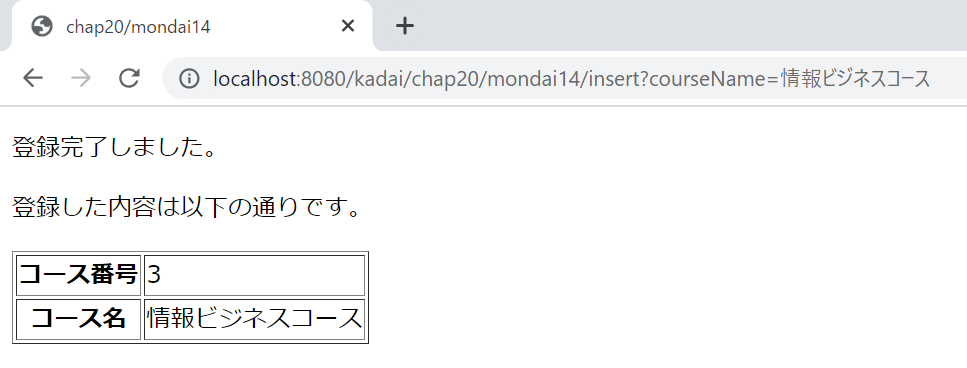 chap20/mondai14
localhost:8080/kadai/chap20/mondai14/insert?courseName=情報ビジネスコース
登録完了しました。
登録した内容は以下の通りです。
コース番号 3
コース名 情報ビジネスコース